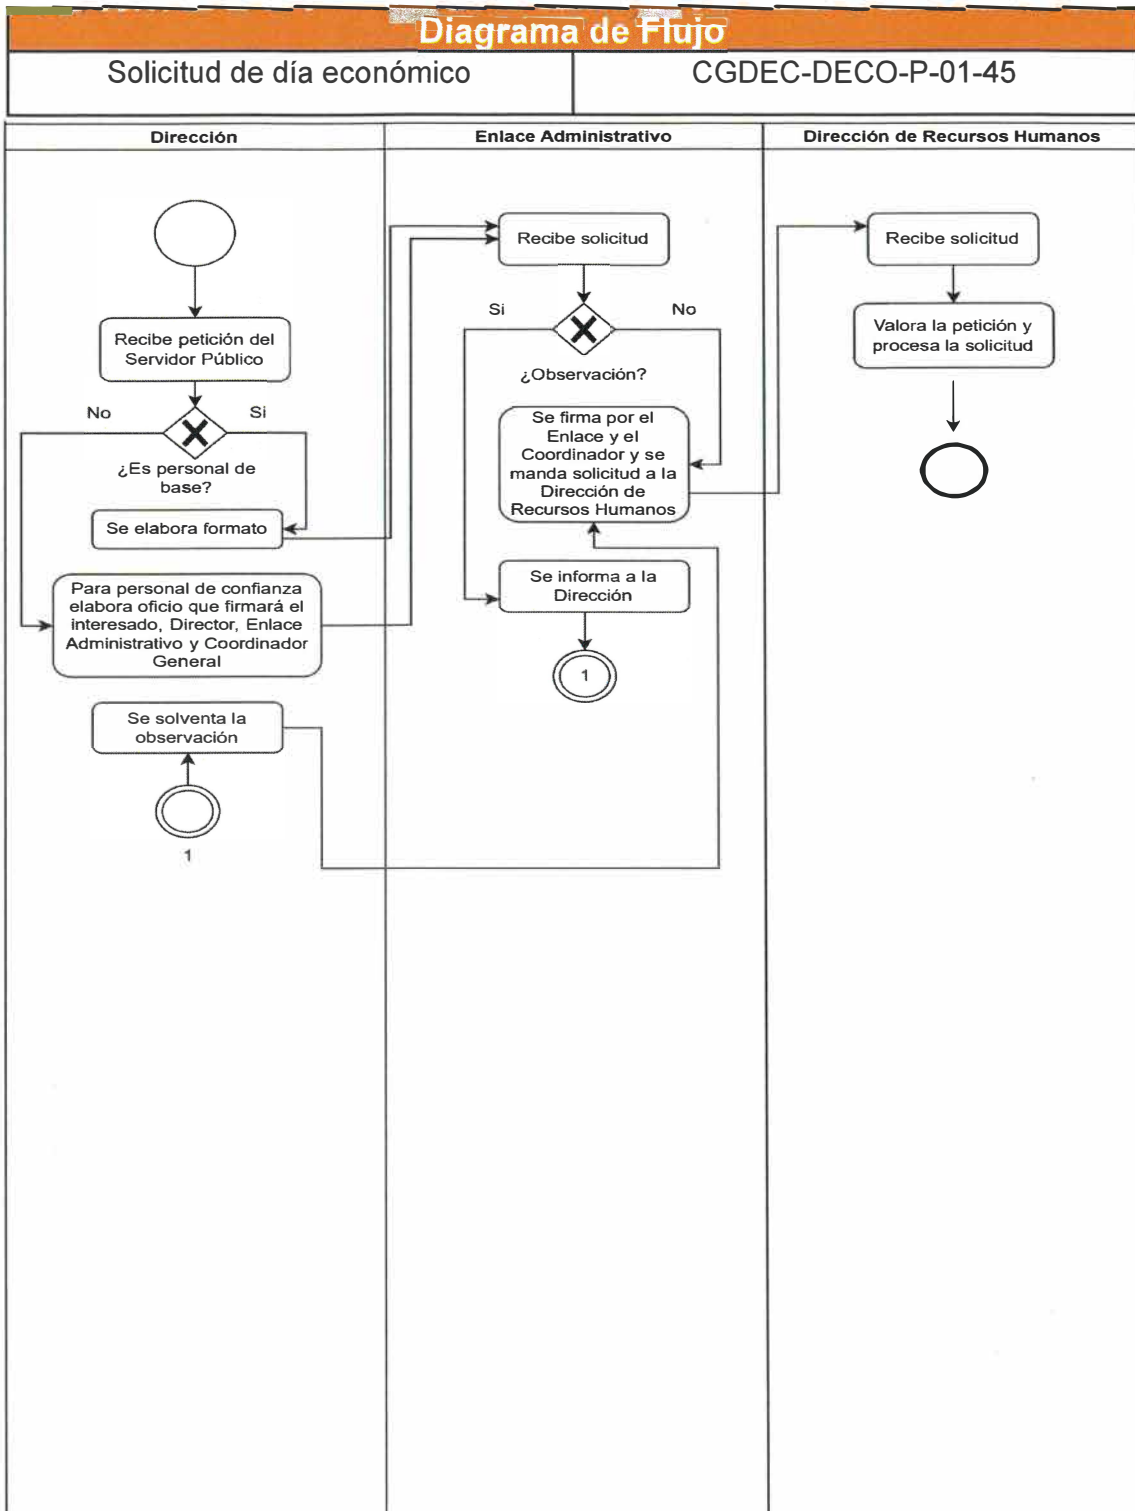 Diagrama de Flujo
Solicitud de día económico
CGDEC-DECO-P-01-45
Dirección
Enlace Administrativo
Dirección de Recursos Humanos
Recibe petición del
Servidor Público
No
Si
¿Es personal de
base?
Se elabora formato
Para personal de confianza
elabora oficio que firmará el
interesado, Director, Enlace
Administrativo y Coordinador
General
Se solventa la
observación
1
Recibe solicitud
Si
No
¿Observación?
Se firma por el
Enlace y el
Coordinador y se
manda solicitud a la
Dirección de
Recursos Humanos
Se informa a la
Dirección
1
Recibe solicitud
Valora la petición y
procesa la solicitud